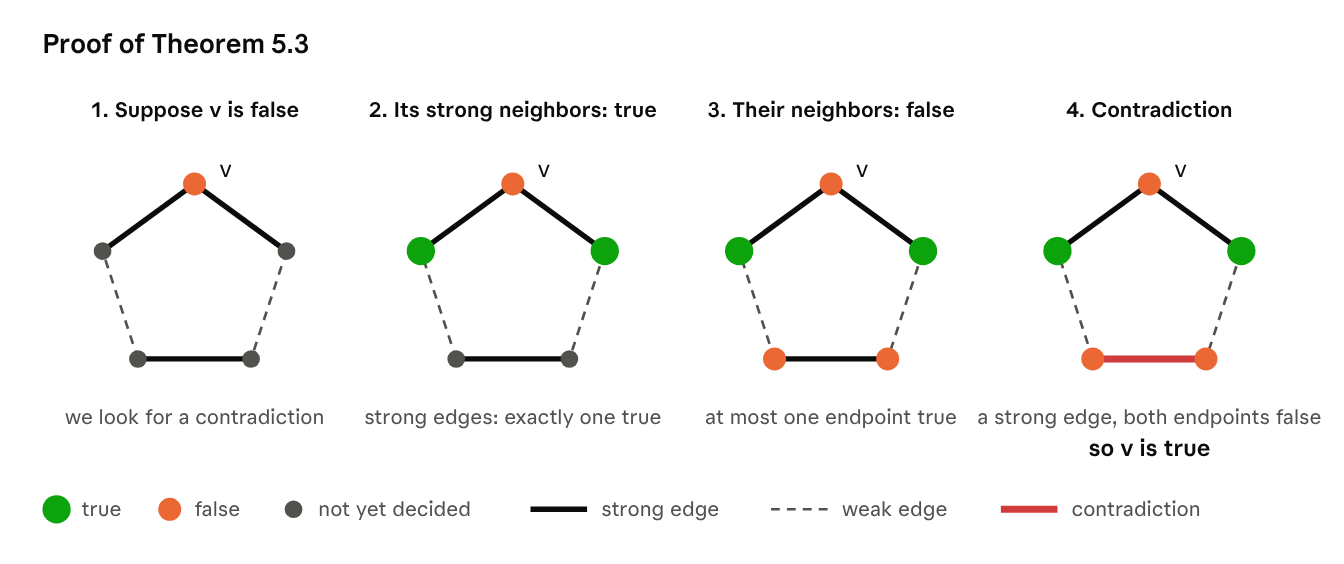 Proof of Theorem 5.3
1. Suppose v is false
2. Its strong neighbors: true
3. Their neighbors: false
4. Contradiction
v
v
v
v
we look for a contradiction
strong edges: exactly one true
at most one endpoint true
a strong edge, both endpoints false
so v is true
true
false
not yet decided
strong edge
weak edge
contradiction